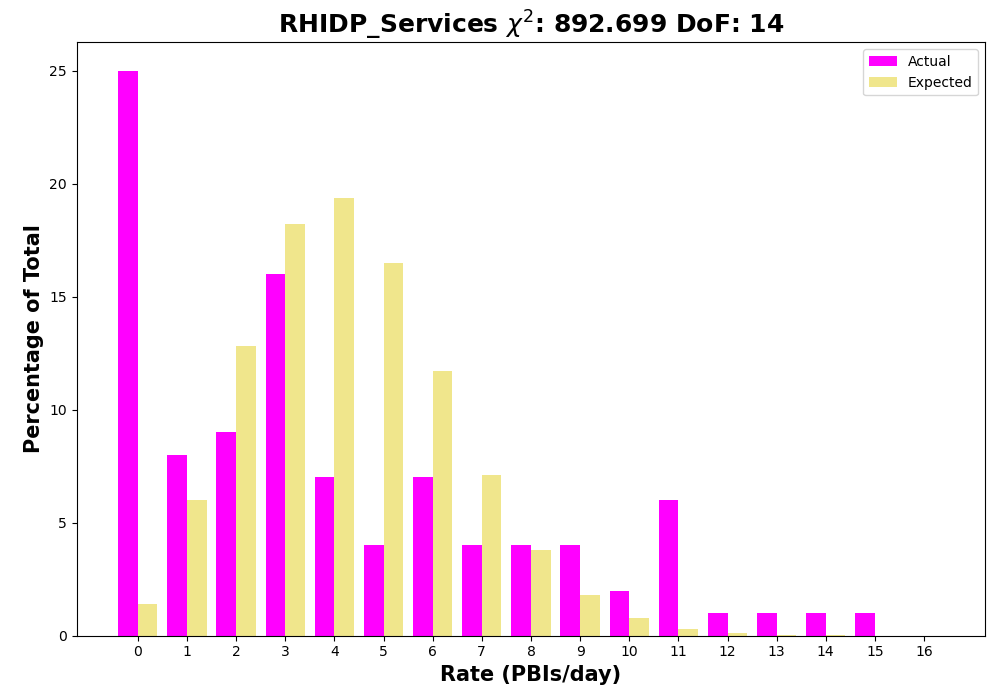 RHIDP_Services χ²: 892.699 DoF: 14
Actual
Expected
25
20
15
10
5
0
Percentage of Total
0 1 2 3 4 5 6 7 8 9 10 11 12 13 14 15 16
Rate (PBIs/day)